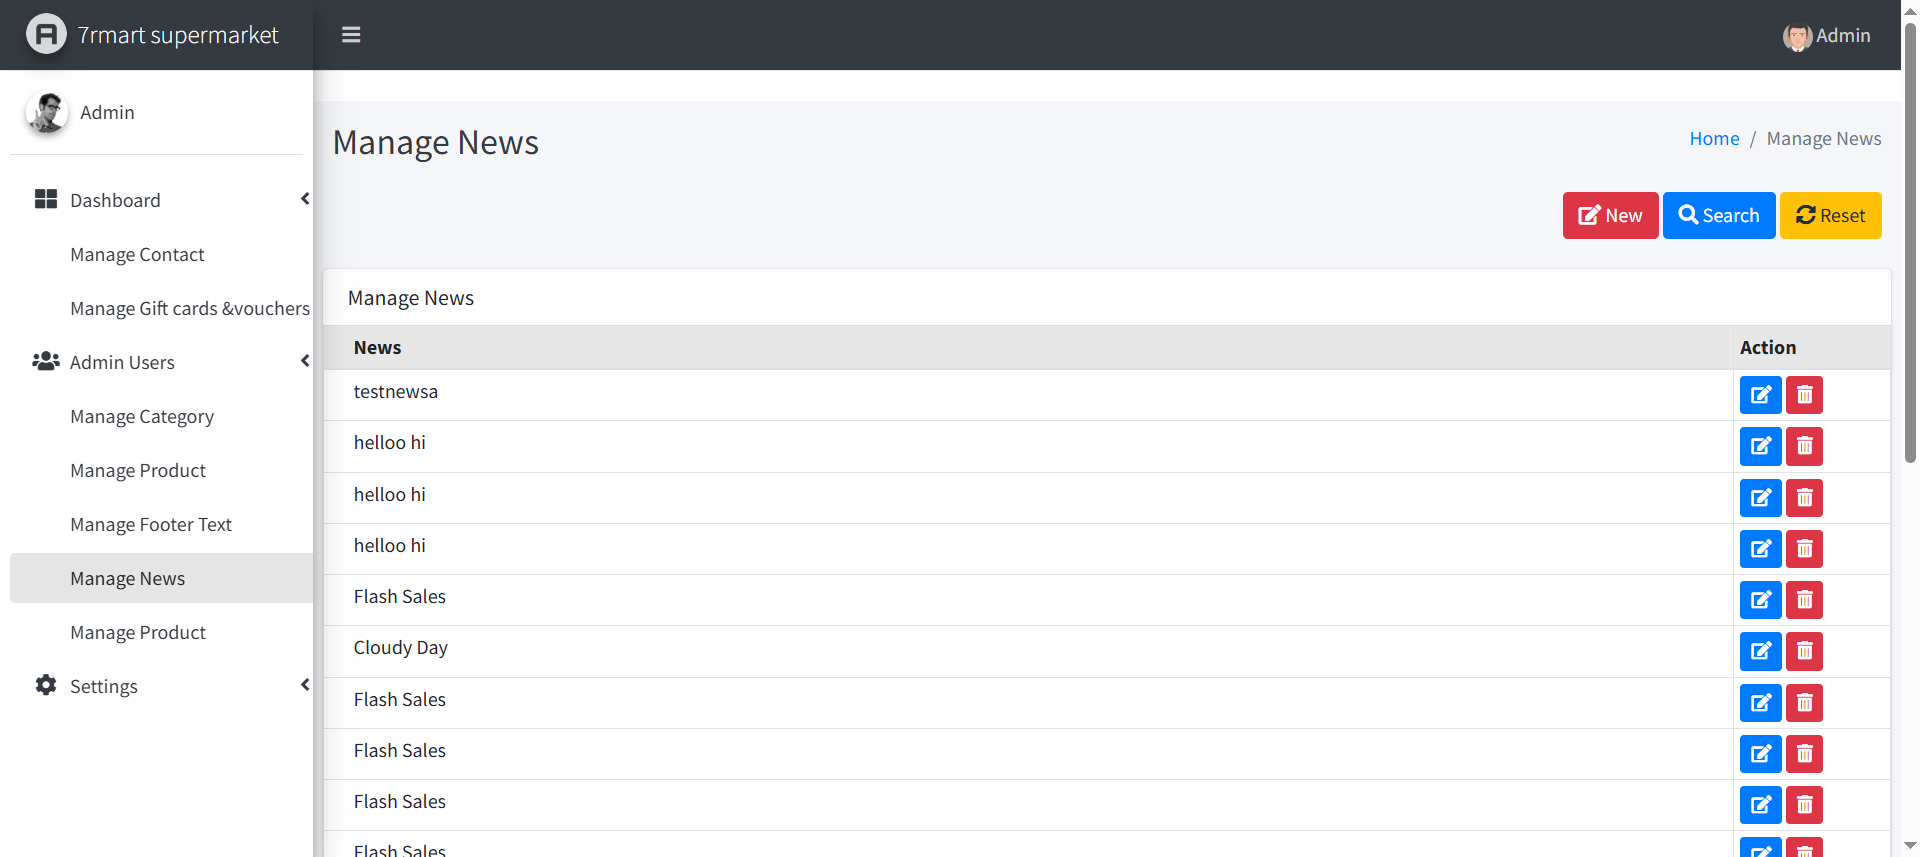 7rmart supermarket
Admin
Admin
Dashboard
Manage Contact
Manage Gift cards &vouchers
Admin Users
Manage Category
Manage Product
Manage Footer Text
Manage News
Manage Product
Settings
Manage News
Home / Manage News
New Search Reset
Manage News
News Action
testnewsa
helloo hi
helloo hi
helloo hi
Flash Sales
Cloudy Day
Flash Sales
Flash Sales
Flash Sales
Flash Sales